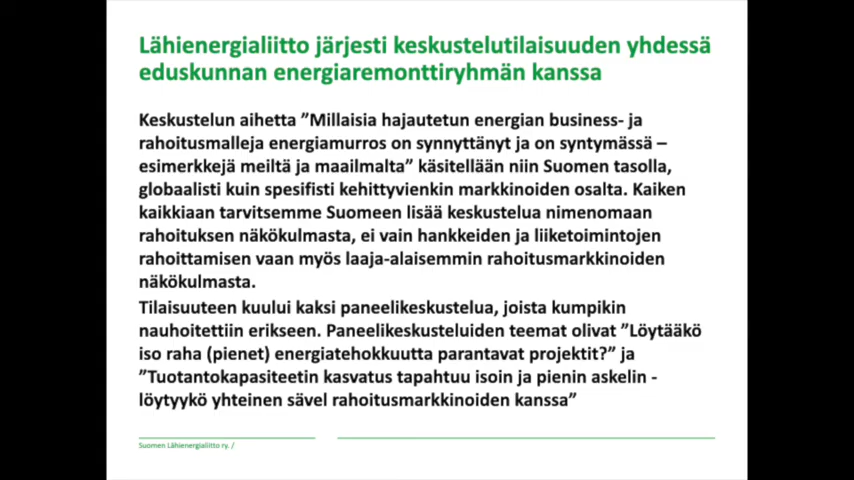 Lähienergialiitto järjesti keskustelutilaisuuden yhdessä
eduskunnan energiaremonttiryhmän kanssa
Keskustelun aihetta ”Millaisia hajautetun energian business- ja
rahoitusmalleja energiamurros on synnyttänyt ja on syntymässä –
esimerkkejä meiltä ja maailmalta” käsitellään niin Suomen tasolla,
globaalisti kuin spesifisti kehittyvienkin markkinoiden osalta. Kaiken
kaikkiaan tarvitsemme Suomeen lisää keskustelua nimenomaan
rahoituksen näkökulmasta, ei vain hankkeiden ja liiketoimintojen
rahoittamisen vaan myös laaja-alaisemmin rahoitusmarkkinoiden
näkökulmasta.
Tilaisuuteen kuului kaksi paneelikeskustelua, joista kumpikin
nauhoitettiin erikseen. Paneelikeskusteluiden teemat olivat ”Löytääkö
iso raha (pienet) energiatehokkuutta parantavat projektit?” ja
”Tuotantokapasiteetin kasvatus tapahtuu isoin ja pienin askelin -
löytyykö yhteinen sävel rahoitusmarkkinoiden kanssa”
Suomen Lähienergialiitto ry. /